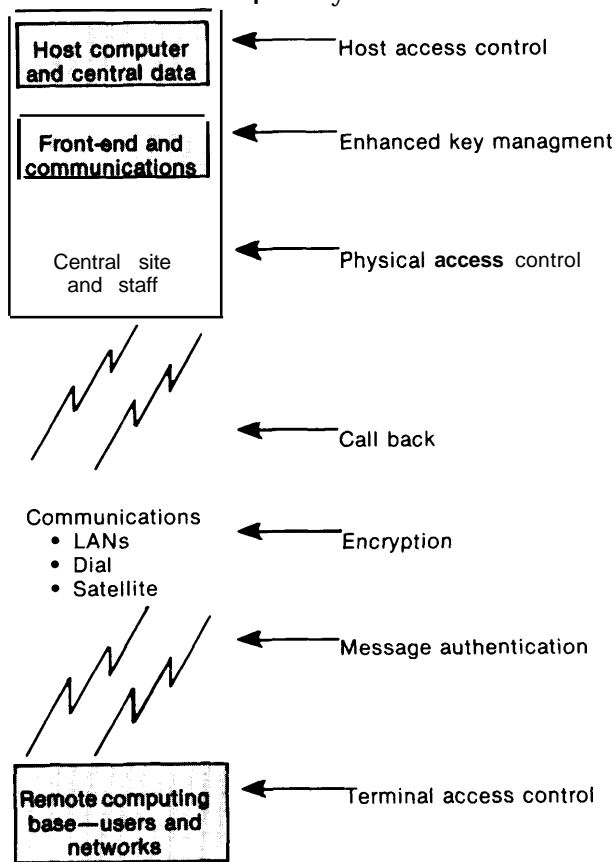 Host computer
and central data
Host access control
Front-end and
communications
Enhanced key managment
Central site
and staff
Physical access control
Call back
Communications
• LANs
• Dial
• Satellite
Encryption
Message authentication
Remote computing
base—users and
networks
Terminal access control